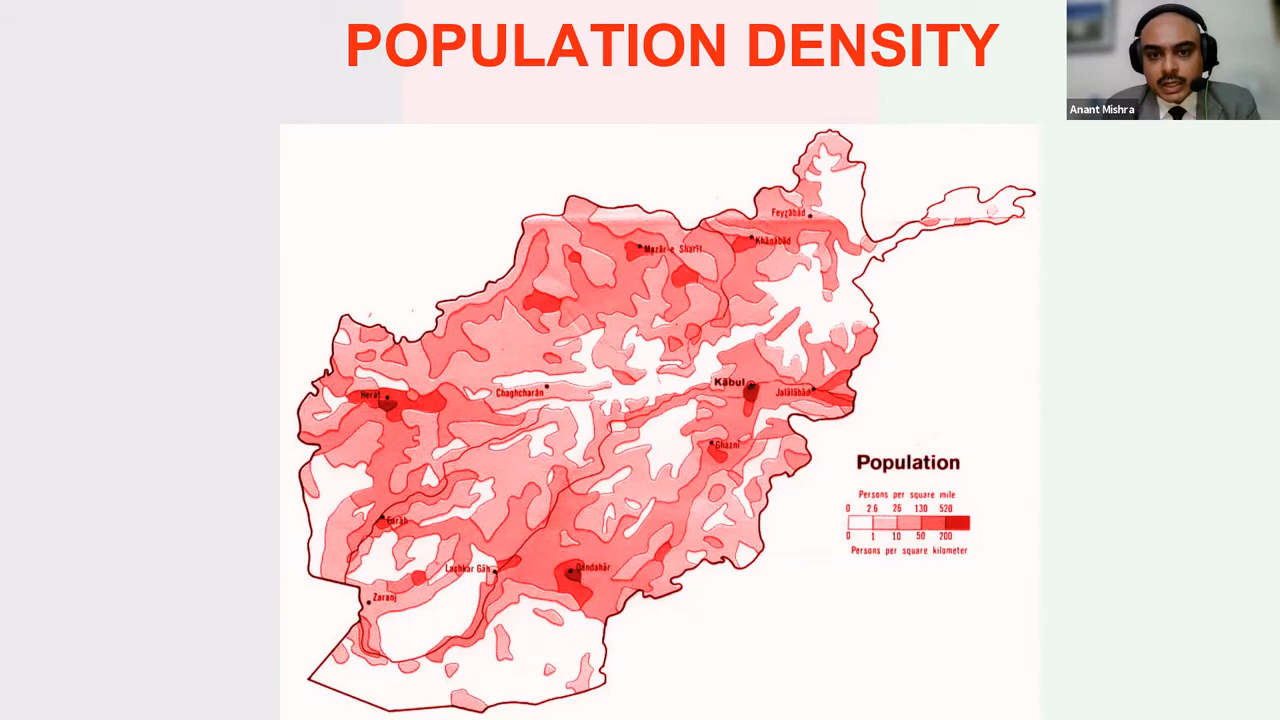 POPULATION DENSITY
Anant Mishra
Feyzābād
Khānābād
Mazār-e Sharīf
Herāt
Chaghcharān
Kābul
Jalālābād
Ghaznī
Farāh
Lashkar Gāh
Qandahār
Zaranj
Population
Persons per square mile
0 2.6 26 130 520
0 1 10 50 200
Persons per square kilometer